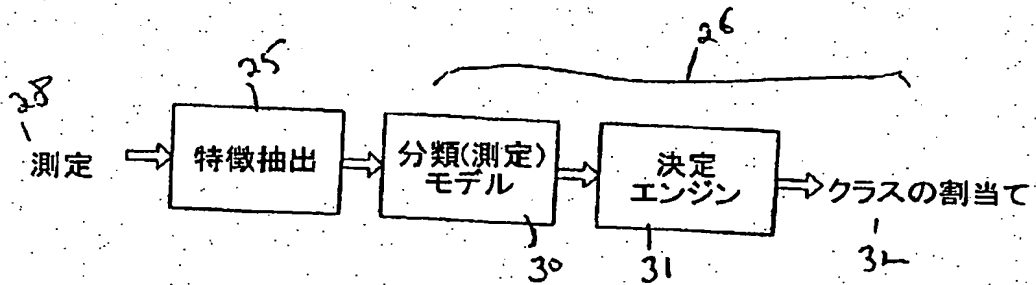 26
25
28
測定
特徴抽出
分類(測定)
モデル
決定
エンジン
クラスの割当て
30
31
32